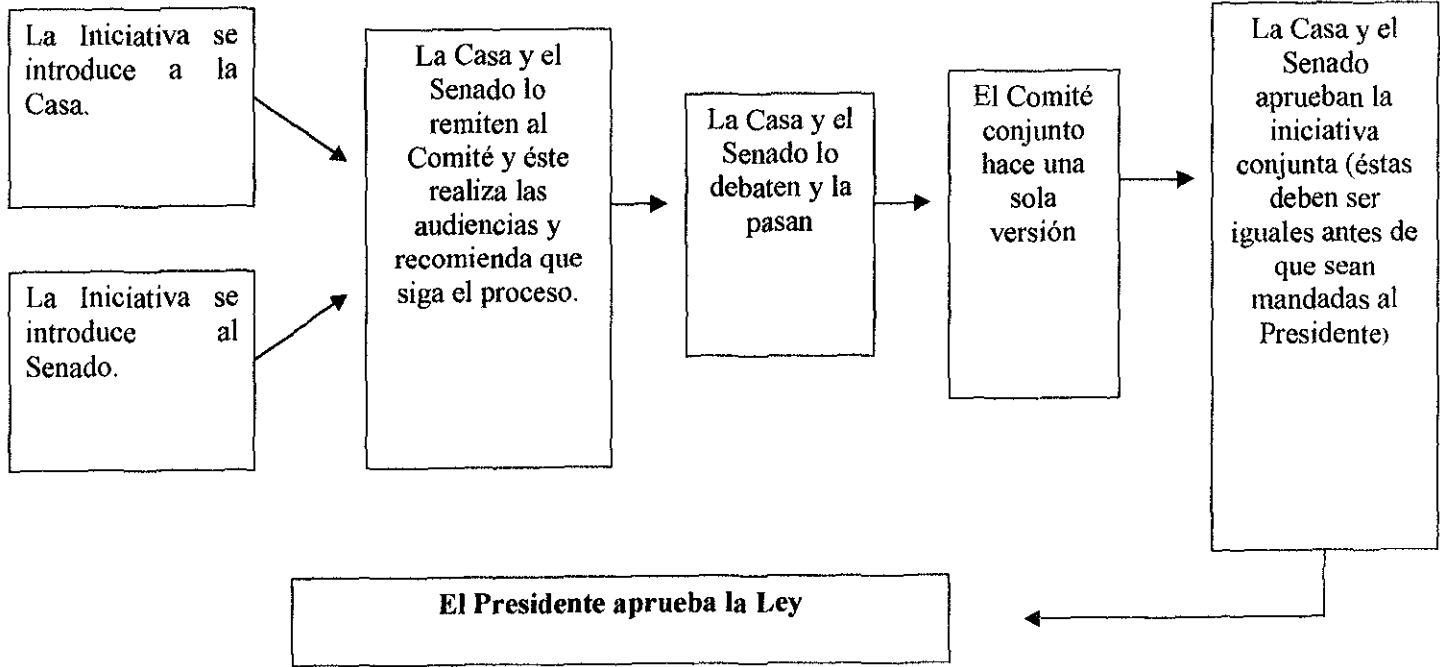 La Iniciativa se
introduce a la
Casa.
La Iniciativa se
introduce al
Senado.
La Casa y el
Senado lo
remiten al
Comité y éste
realiza las
audiencias y
recomienda que
siga el proceso.
La Casa y el
Senado lo
debaten y la
pasan
El Comité
conjunto
hace una
sola
versión
La Casa y el
Senado
aprueban la
iniciativa
conjunta (éstas
deben ser
iguales antes de
que sean
mandadas al
Presidente)
El Presidente aprueba la Ley